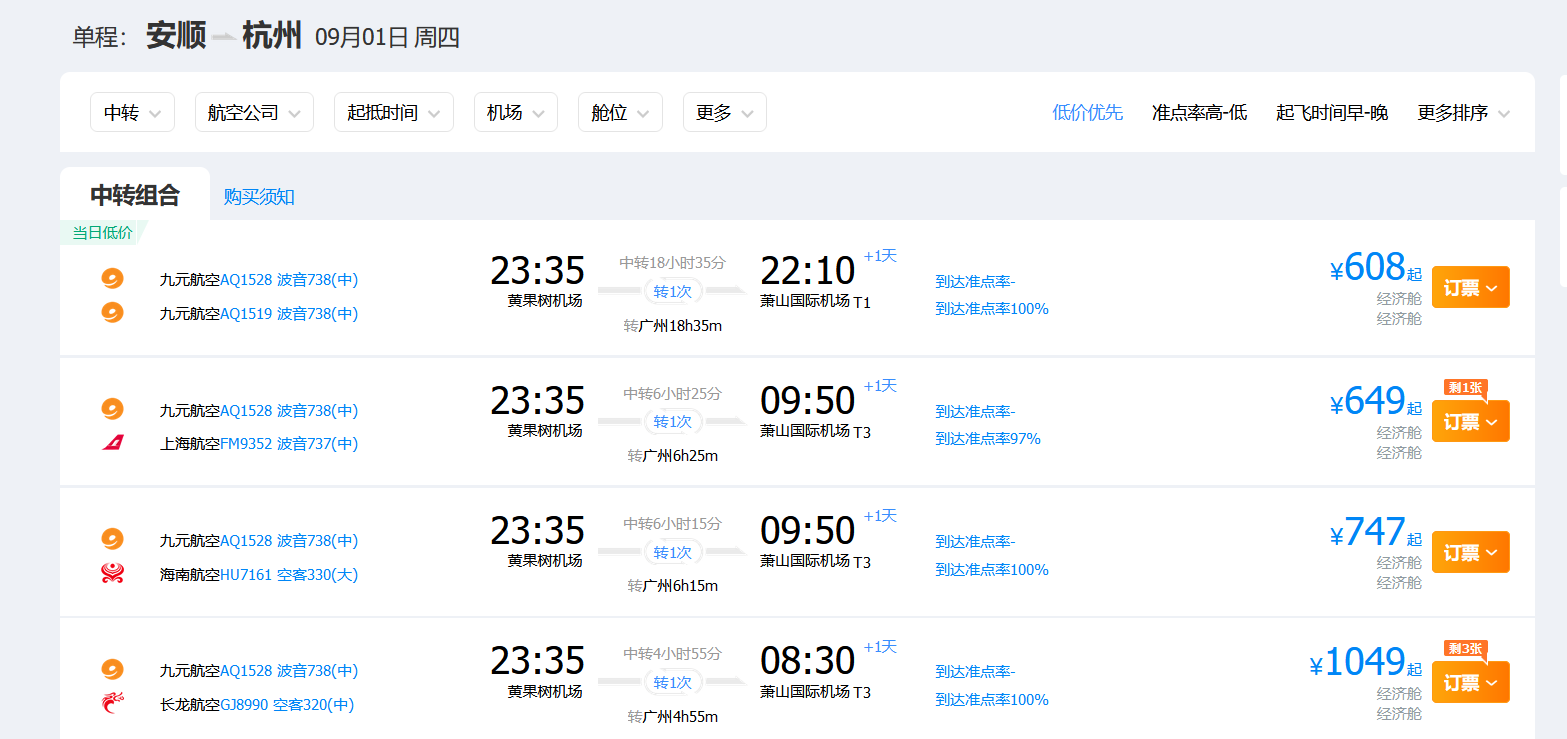 单程： 安顺 杭州 09月01日 周四
中转 航空公司 起抵时间 机场 舱位 更多 低价优先 准点率高-低 起飞时间早-晚 更多排序
中转组合 购买须知
当日低价
九元航空AQ1528 波音738(中)
九元航空AQ1519 波音738(中)
23:35
黄果树机场
中转18小时35分
转1次
转广州18h35m
22:10 +1天
萧山国际机场 T1
到达准点率-
到达准点率100%
¥608起
经济舱
经济舱
订票
九元航空AQ1528 波音738(中)
上海航空FM9352 波音737(中)
23:35
黄果树机场
中转6小时25分
转1次
转广州6h25m
09:50 +1天
萧山国际机场 T3
到达准点率-
到达准点率97%
¥649起
经济舱
经济舱
剩1张
订票
九元航空AQ1528 波音738(中)
海南航空HU7161 空客330(大)
23:35
黄果树机场
中转6小时15分
转1次
转广州6h15m
09:50 +1天
萧山国际机场 T3
到达准点率-
到达准点率100%
¥747起
经济舱
经济舱
订票
九元航空AQ1528 波音738(中)
长龙航空GJ8990 空客320(中)
23:35
黄果树机场
中转4小时55分
转1次
转广州4h55m
08:30 +1天
萧山国际机场 T3
到达准点率-
到达准点率100%
¥1049起
经济舱
经济舱
剩3张
订票